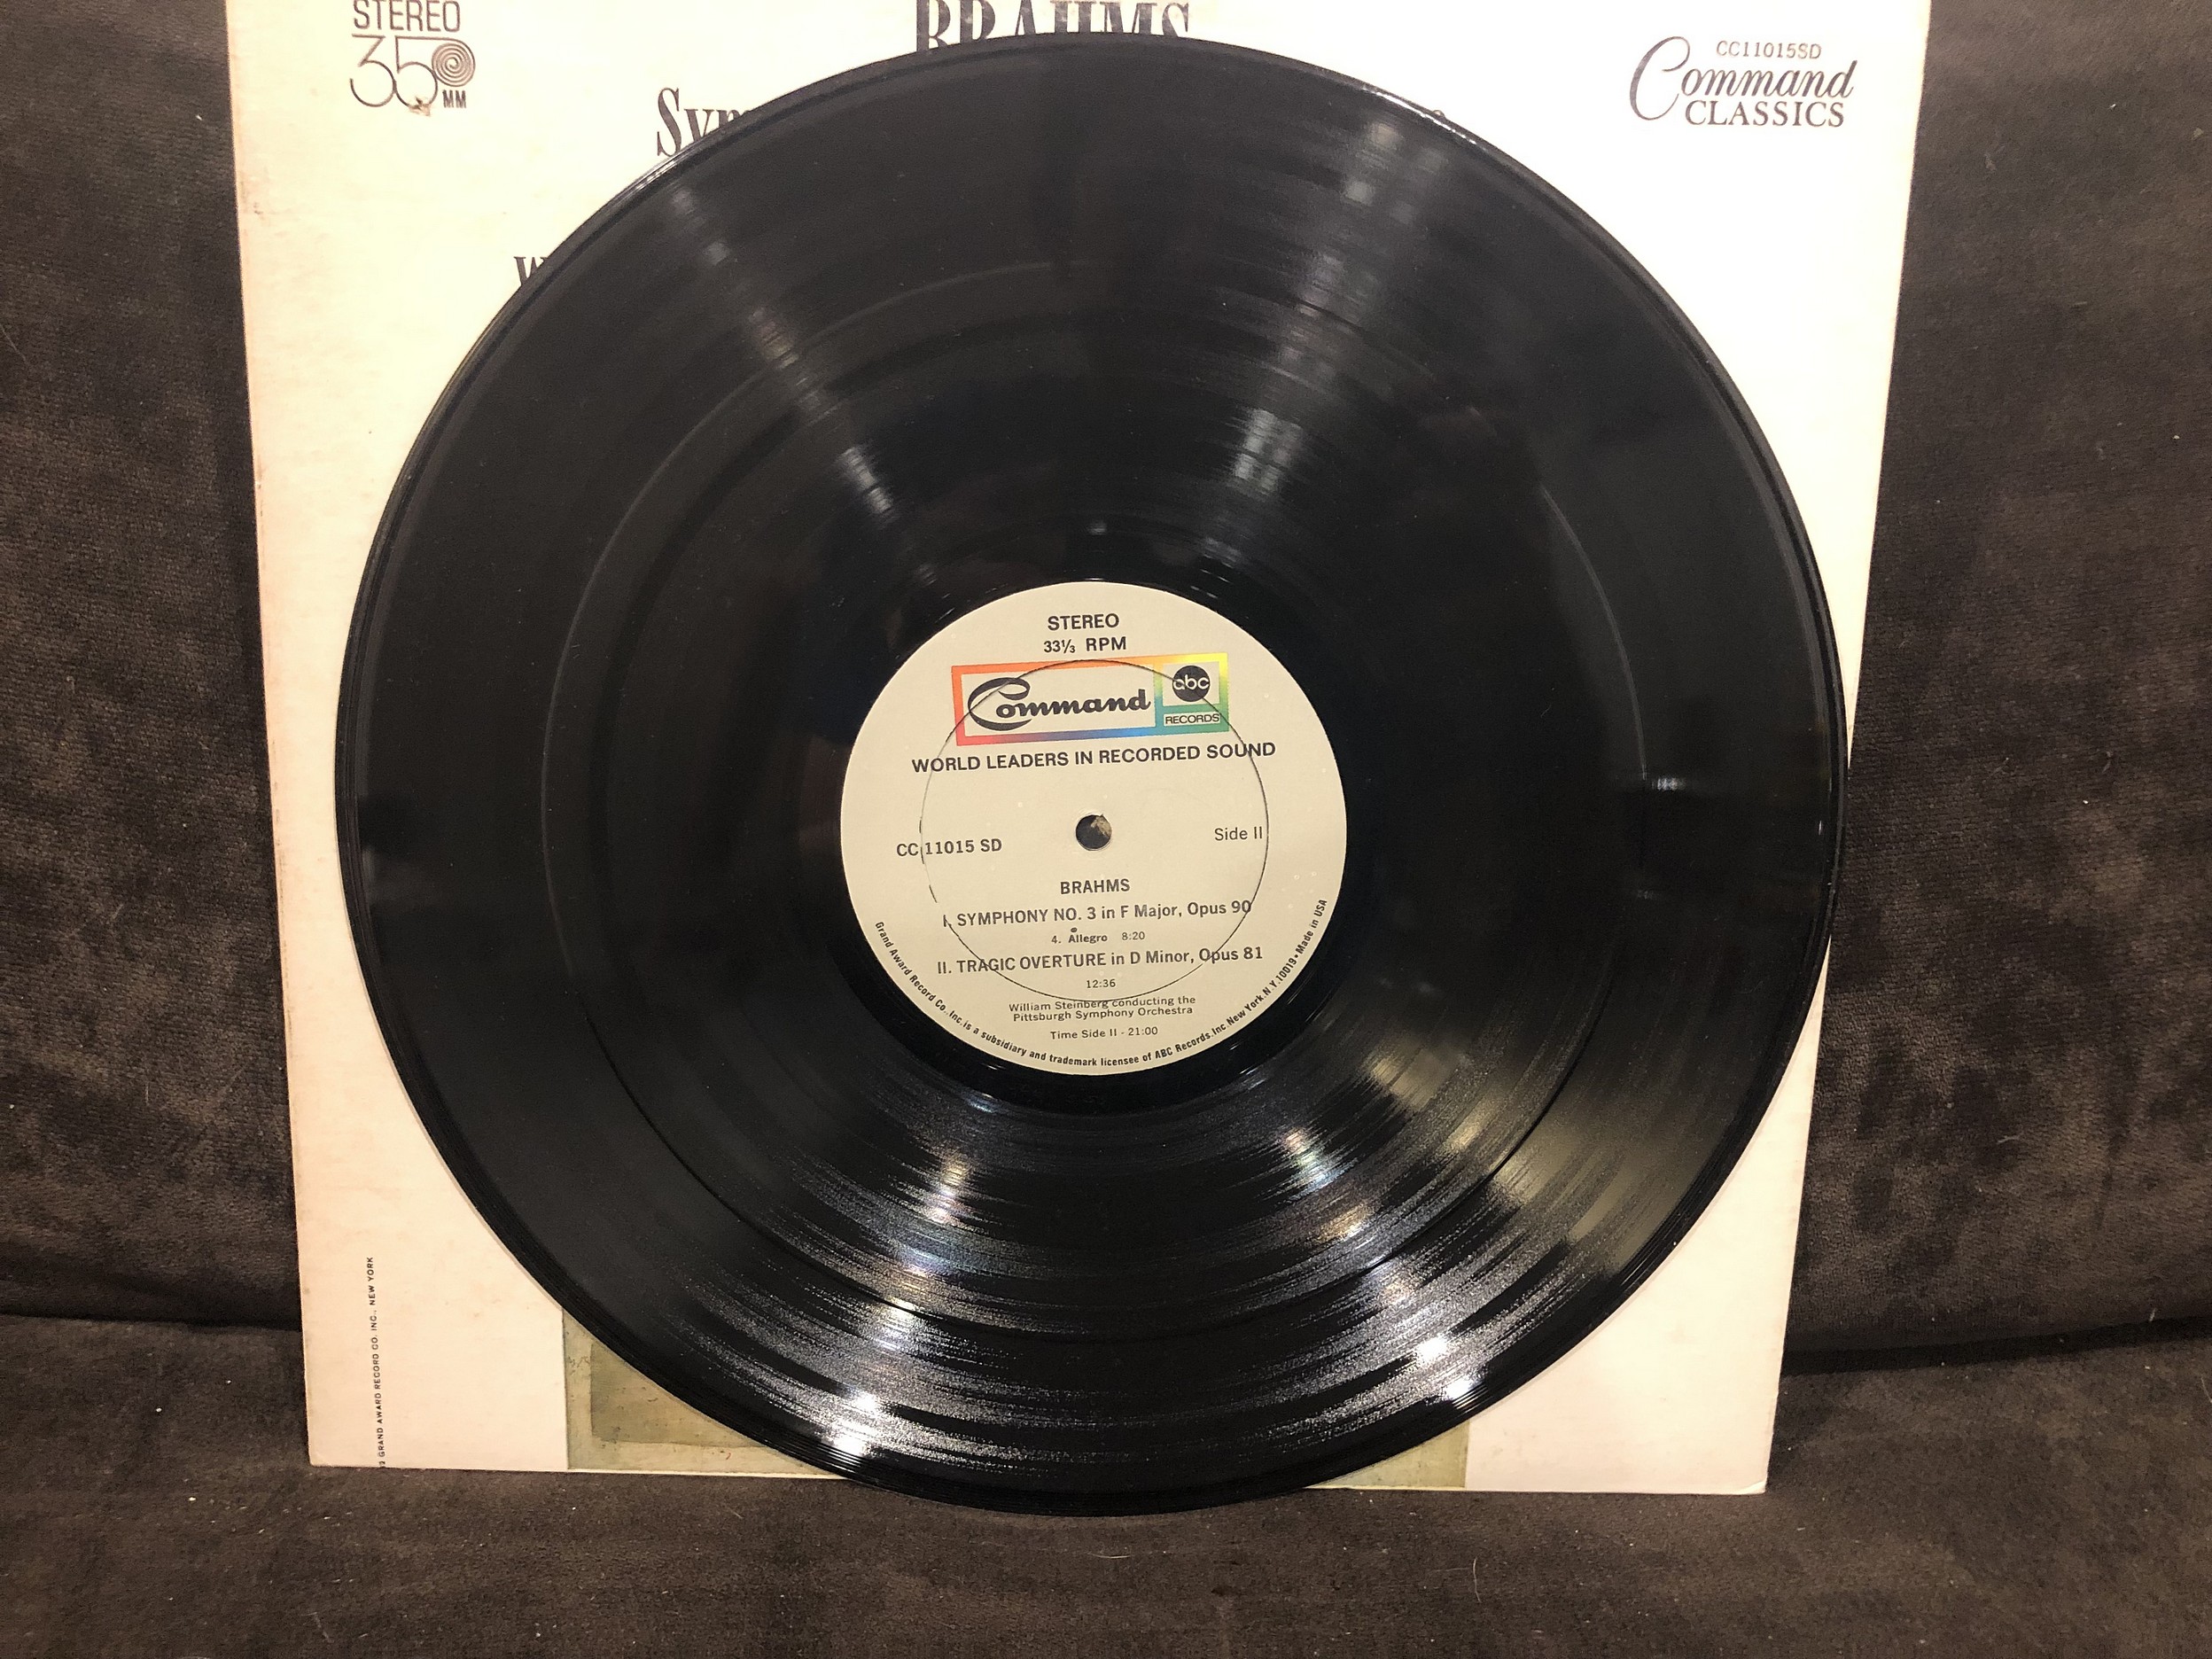 STEREO
35
MM
BRAHMS
CC11015SD
Command
CLASSICS
STEREO
33⅓ RPM
Command
abc
RECORDS
WORLD LEADERS IN RECORDED SOUND
CC 11015 SD
Side II
BRAHMS
I. SYMPHONY NO. 3 in F Major, Opus 90
4. Allegro 8:20
II. TRAGIC OVERTURE in D Minor, Opus 81
12:36
William Steinberg conducting the
Pittsburgh Symphony Orchestra
Time Side II - 21:00
Grand Award Record Co., Inc. is a subsidiary and trademark licensee of ABC Records, Inc. New York, N.Y. 10019 • Made in USA
GRAND AWARD RECORD CO. INC., NEW YORK